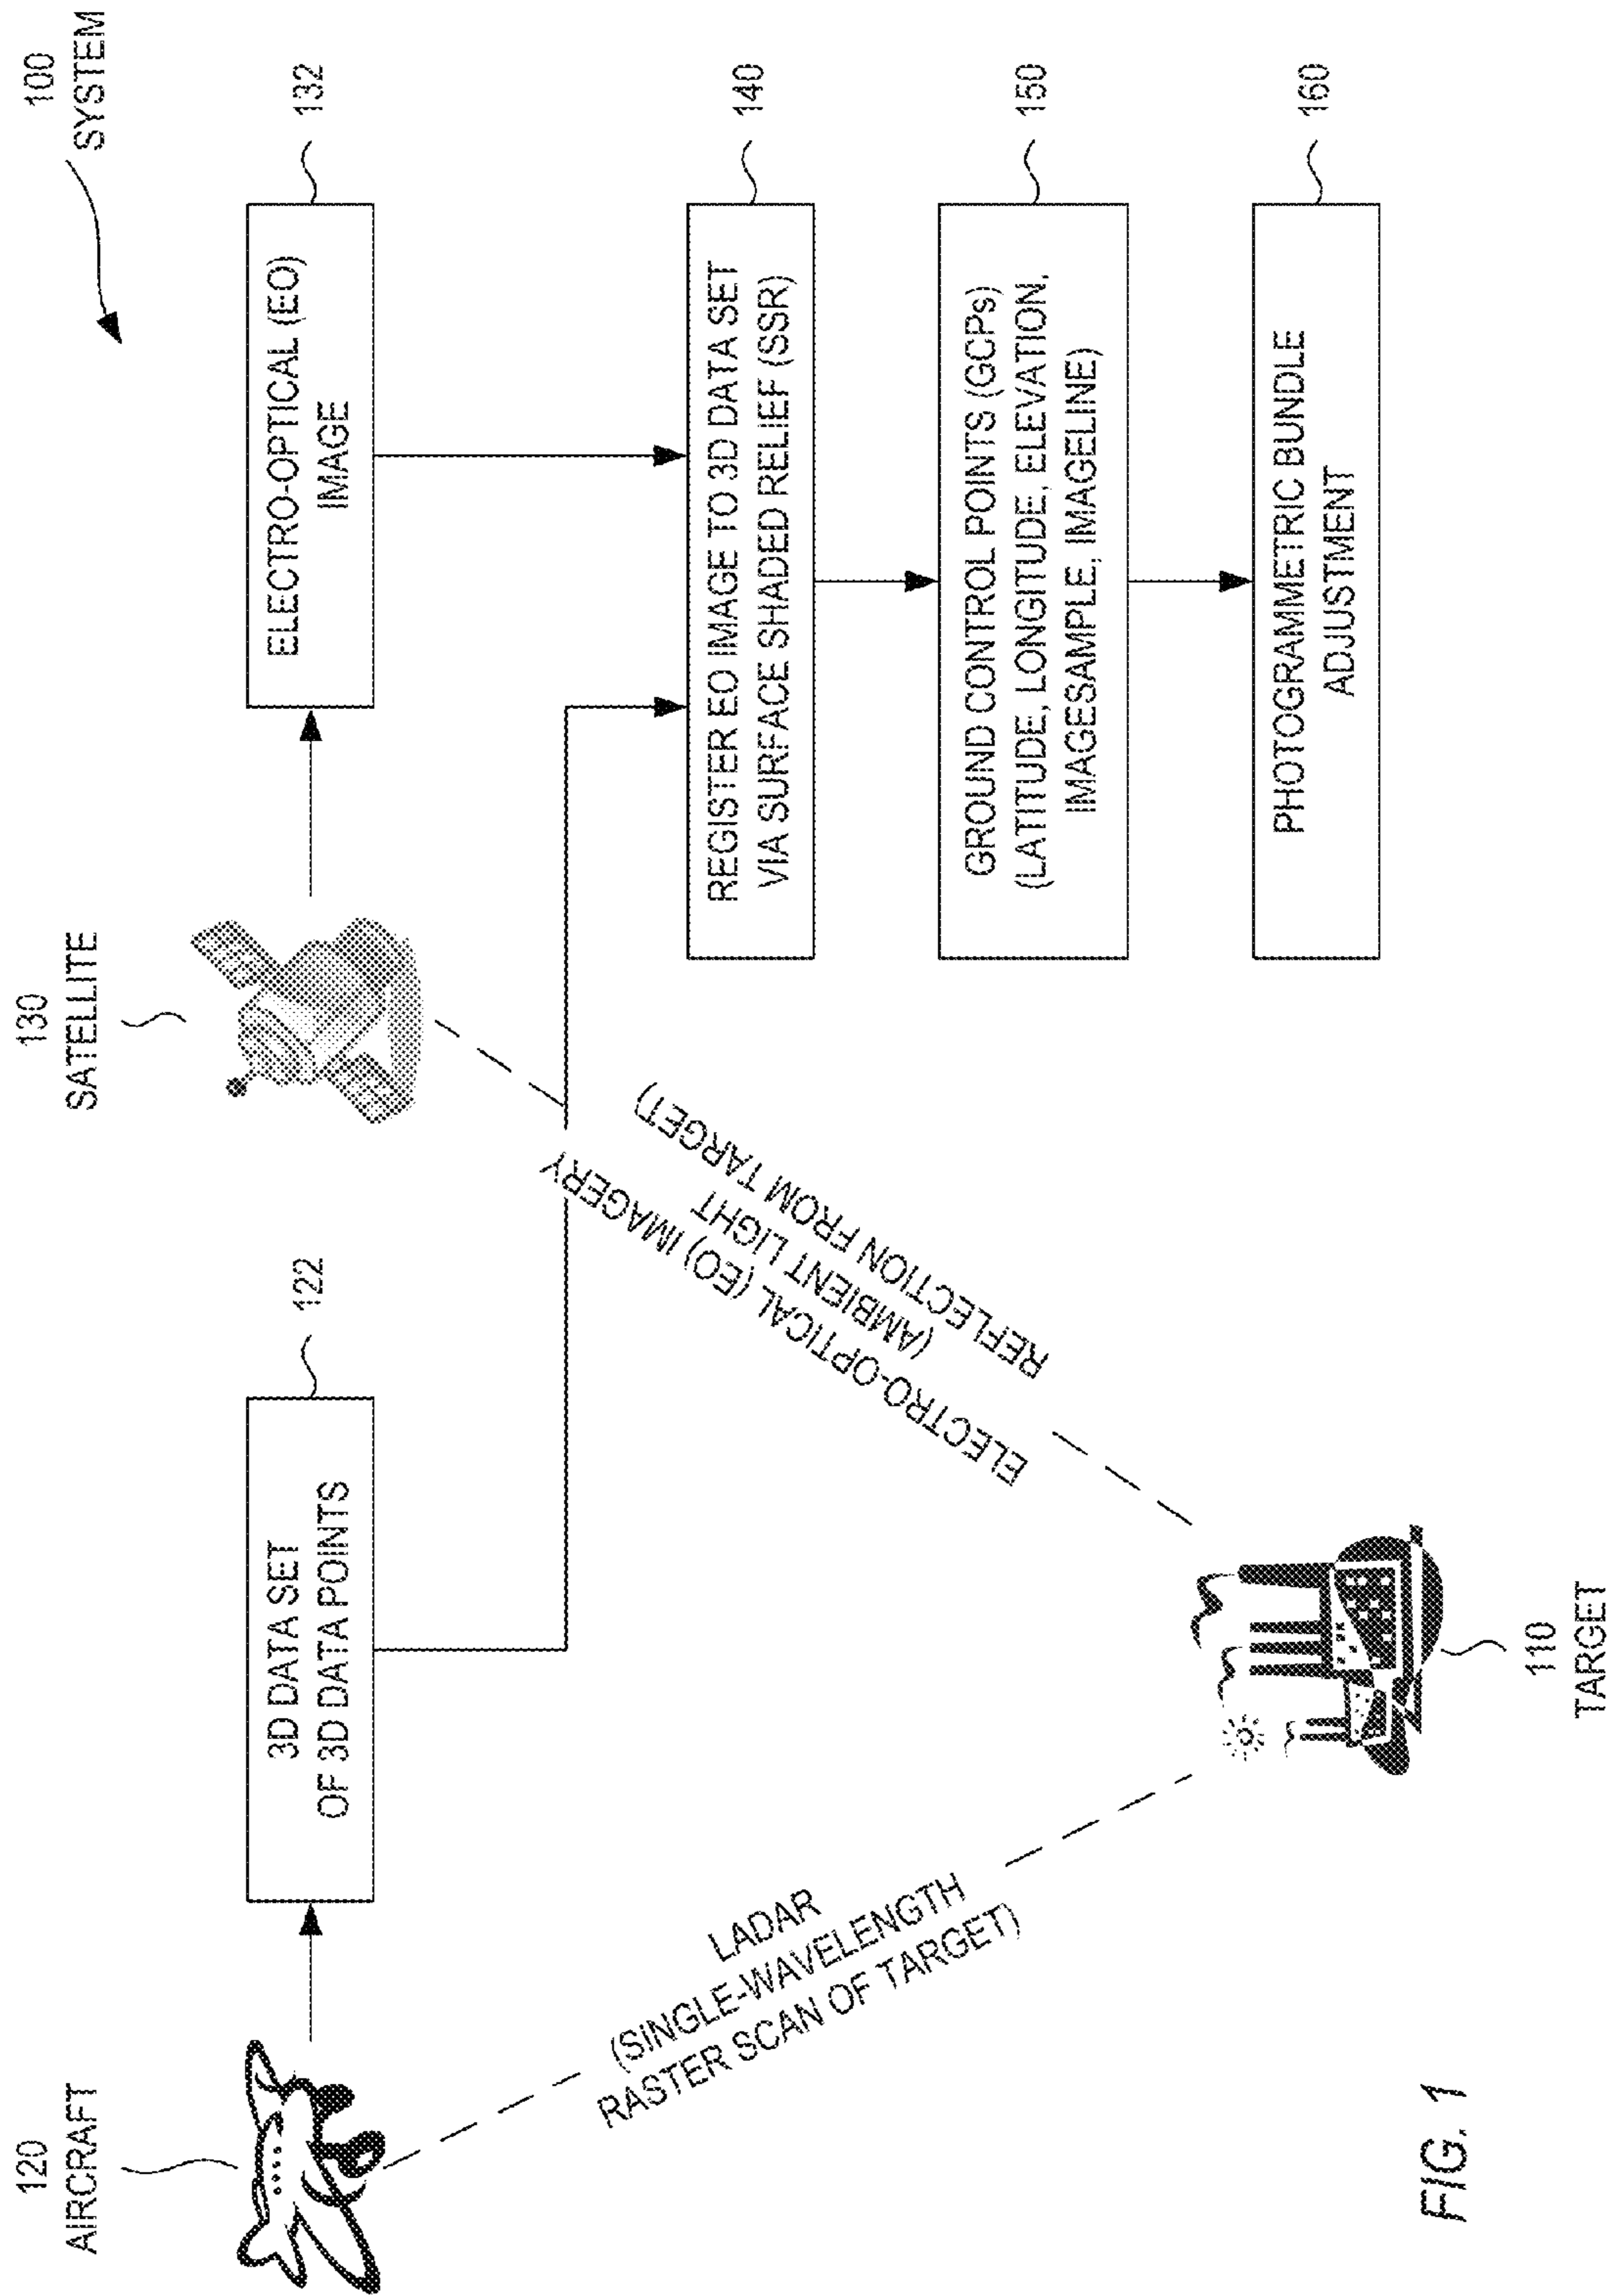 100
SYSTEM
120
AIRCRAFT
130
SATELLITE
3D DATA SET
OF 3D DATA POINTS
122
ELECTRO-OPTICAL (EO)
IMAGE
132
LADAR
(SINGLE-WAVELENGTH
RASTER SCAN OF TARGET)
ELECTRO-OPTICAL (EO) IMAGERY
(AMBIENT LIGHT
REFLECTION FROM TARGET)
REGISTER EO IMAGE TO 3D DATA SET
VIA SURFACE SHADED RELIEF (SSR)
140
GROUND CONTROL POINTS (GCPs)
(LATITUDE, LONGITUDE, ELEVATION,
IMAGESAMPLE, IMAGELINE)
150
PHOTOGRAMMETRIC BUNDLE
ADJUSTMENT
160
110
TARGET
FIG. 1